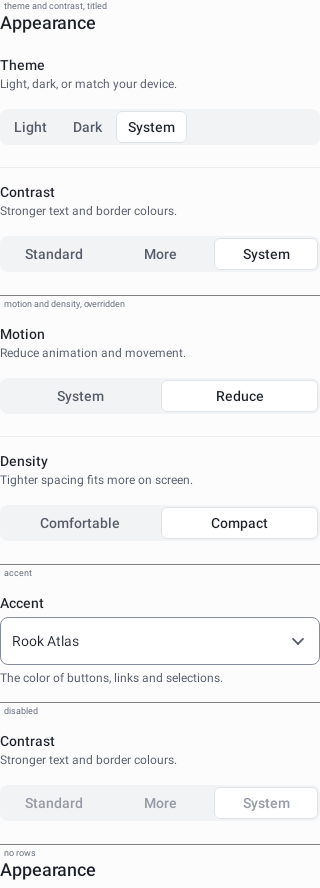 theme and contrast, titled
Appearance
Theme
Light, dark, or match your device.
Light Dark System
Contrast
Stronger text and border colours.
Standard More System
motion and density, overridden
Motion
Reduce animation and movement.
System Reduce
Density
Tighter spacing fits more on screen.
Comfortable Compact
accent
Accent
Rook Atlas
The color of buttons, links and selections.
disabled
Contrast
Stronger text and border colours.
Standard More System
no rows
Appearance